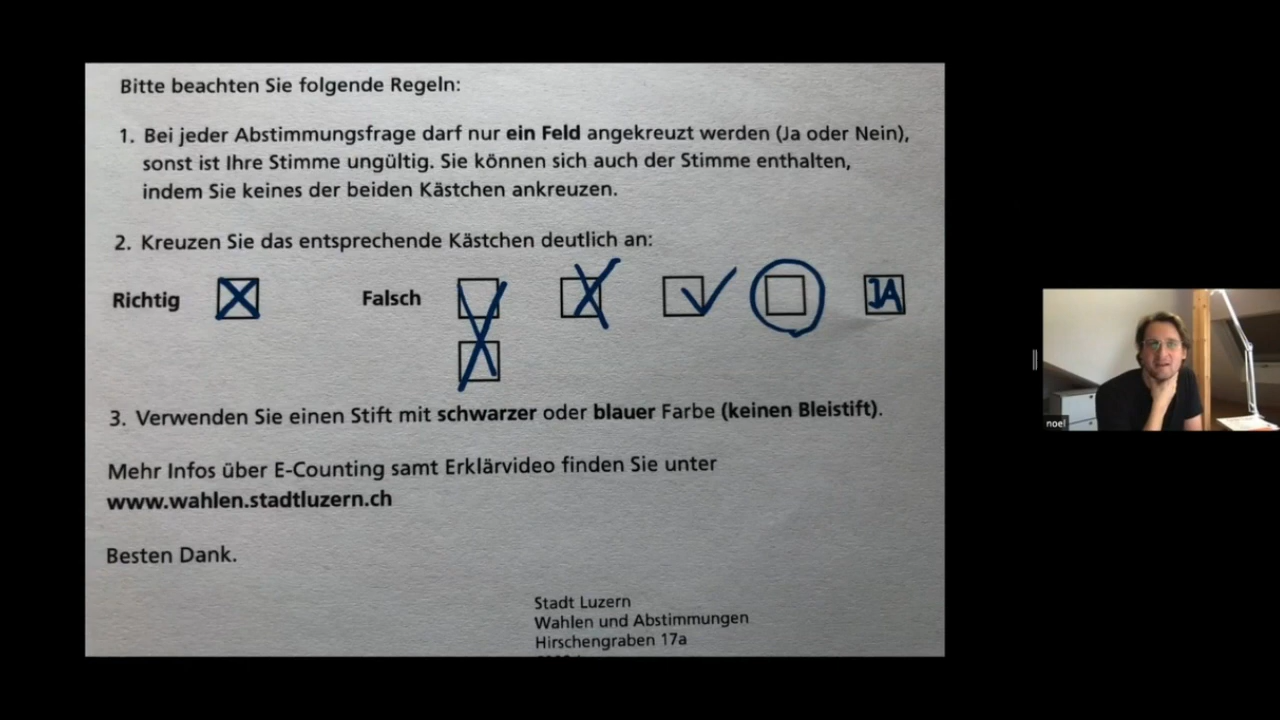 Bitte beachten Sie folgende Regeln:
1. Bei jeder Abstimmungsfrage darf nur ein Feld angekreuzt werden (Ja oder Nein),
sonst ist Ihre Stimme ungültig. Sie können sich auch der Stimme enthalten,
indem Sie keines der beiden Kästchen ankreuzen.
2. Kreuzen Sie das entsprechende Kästchen deutlich an:
Richtig Falsch JA
3. Verwenden Sie einen Stift mit schwarzer oder blauer Farbe (keinen Bleistift).
Mehr Infos über E-Counting samt Erklärvideo finden Sie unter
www.wahlen.stadtluzern.ch
Besten Dank.
Stadt Luzern
Wahlen und Abstimmungen
Hirschengraben 17a
noel